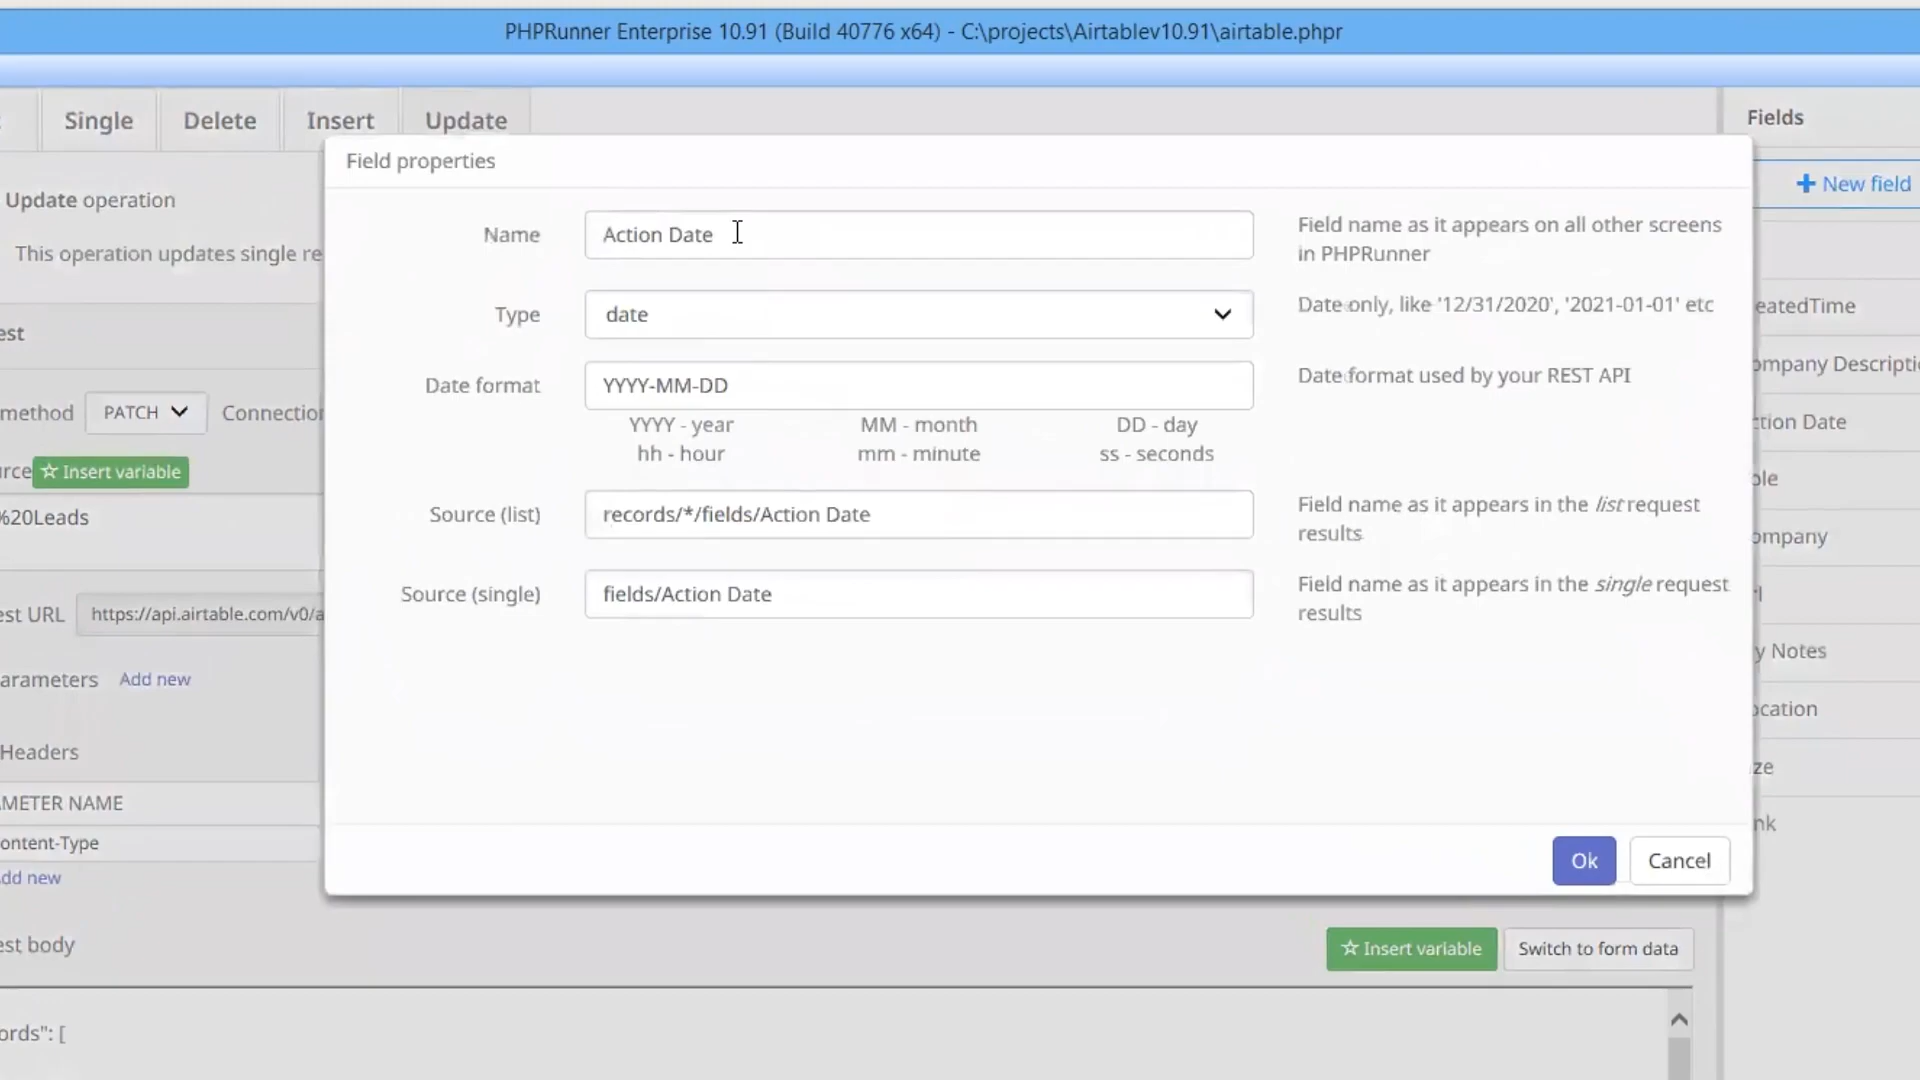 PHPRunner Enterprise 10.91 (Build 40776 x64) - C:\projects\Airtablev10.91\airtable.phpr
Single
Delete
Insert
Update
Fields
Field properties
New field
Update operation
This operation updates single re
Name
Action Date
Field name as it appears on all other screens
in PHPRunner
Type
date
Date only, like '12/31/2020', '2021-01-01' etc
eatedTime
est
Date format
YYYY-MM-DD
Date format used by your REST API
ompany Descripti
method
PATCH
Connection
YYYY - year
MM - month
DD - day
ction Date
hh - hour
mm - minute
ss - seconds
urce
Insert variable
ole
%20Leads
Source (list)
records/*/fields/Action Date
Field name as it appears in the list request
results
ompany
Source (single)
fields/Action Date
Field name as it appears in the single request
results
rl
est URL
https://api.airtable.com/v0/a
y Notes
arameters
Add new
ocation
Headers
ze
AMETER NAME
nk
ontent-Type
Ok
Cancel
dd new
est body
Insert variable
Switch to form data
ords": [